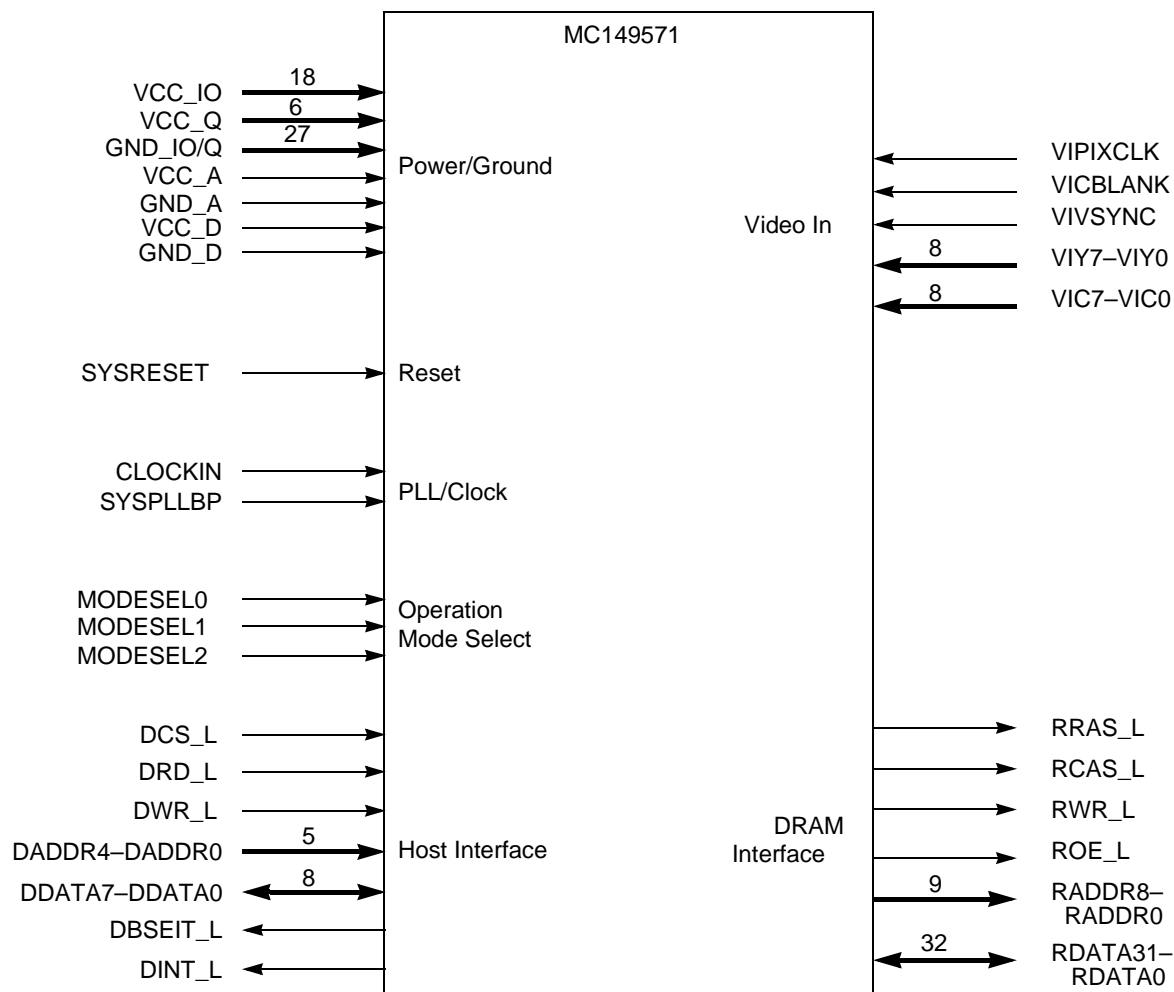 MC149571
VCC_IO
18
VCC_Q
6
GND_IO/Q
27
VCC_A
GND_A
VCC_D
GND_D
Power/Ground
SYSRESET
Reset
CLOCKIN
SYSPLLBP
PLL/Clock
MODESEL0
MODESEL1
MODESEL2
Operation
Mode Select
DCS_L
DRD_L
DWR_L
DADDR4–DADDR0
5
DDATA7–DDATA0
8
DBSEIT_L
DINT_L
Host Interface
Video In
VIPIXCLK
VICBLANK
VIVSYNC
8
VIY7–VIY0
8
VIC7–VIC0
DRAM
Interface
RRAS_L
RCAS_L
RWR_L
ROE_L
9
RADDR8–
RADDR0
32
RDATA31–
RDATA0